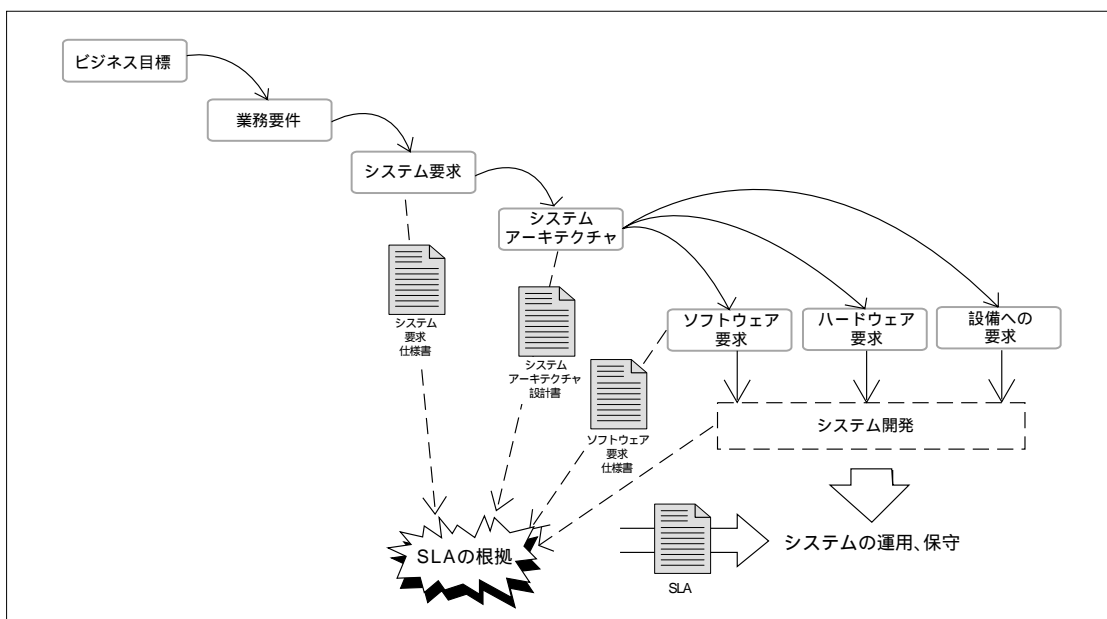 ビジネス目標
業務要件
システム要求
システム
アーキテクチャ
システム
要求
仕様書
システム
アーキテクチャ
設計書
ソフトウェア
要求
ハードウェア
要求
設備への
要求
ソフトウェア
要求
仕様書
システム開発
SLAの根拠
SLA
システムの運用、保守